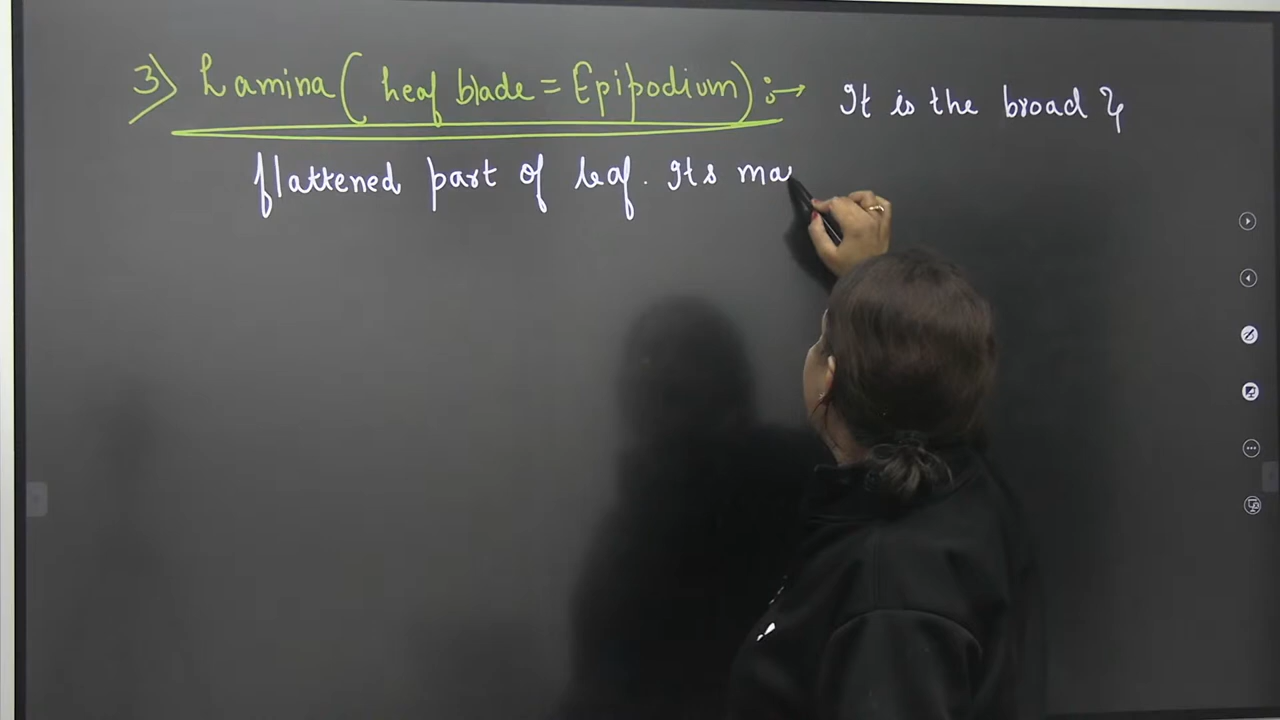 3) Lamina ( Leaf blade = Epipodium ) :→ It is the broad &
flattened part of leaf. Its ma